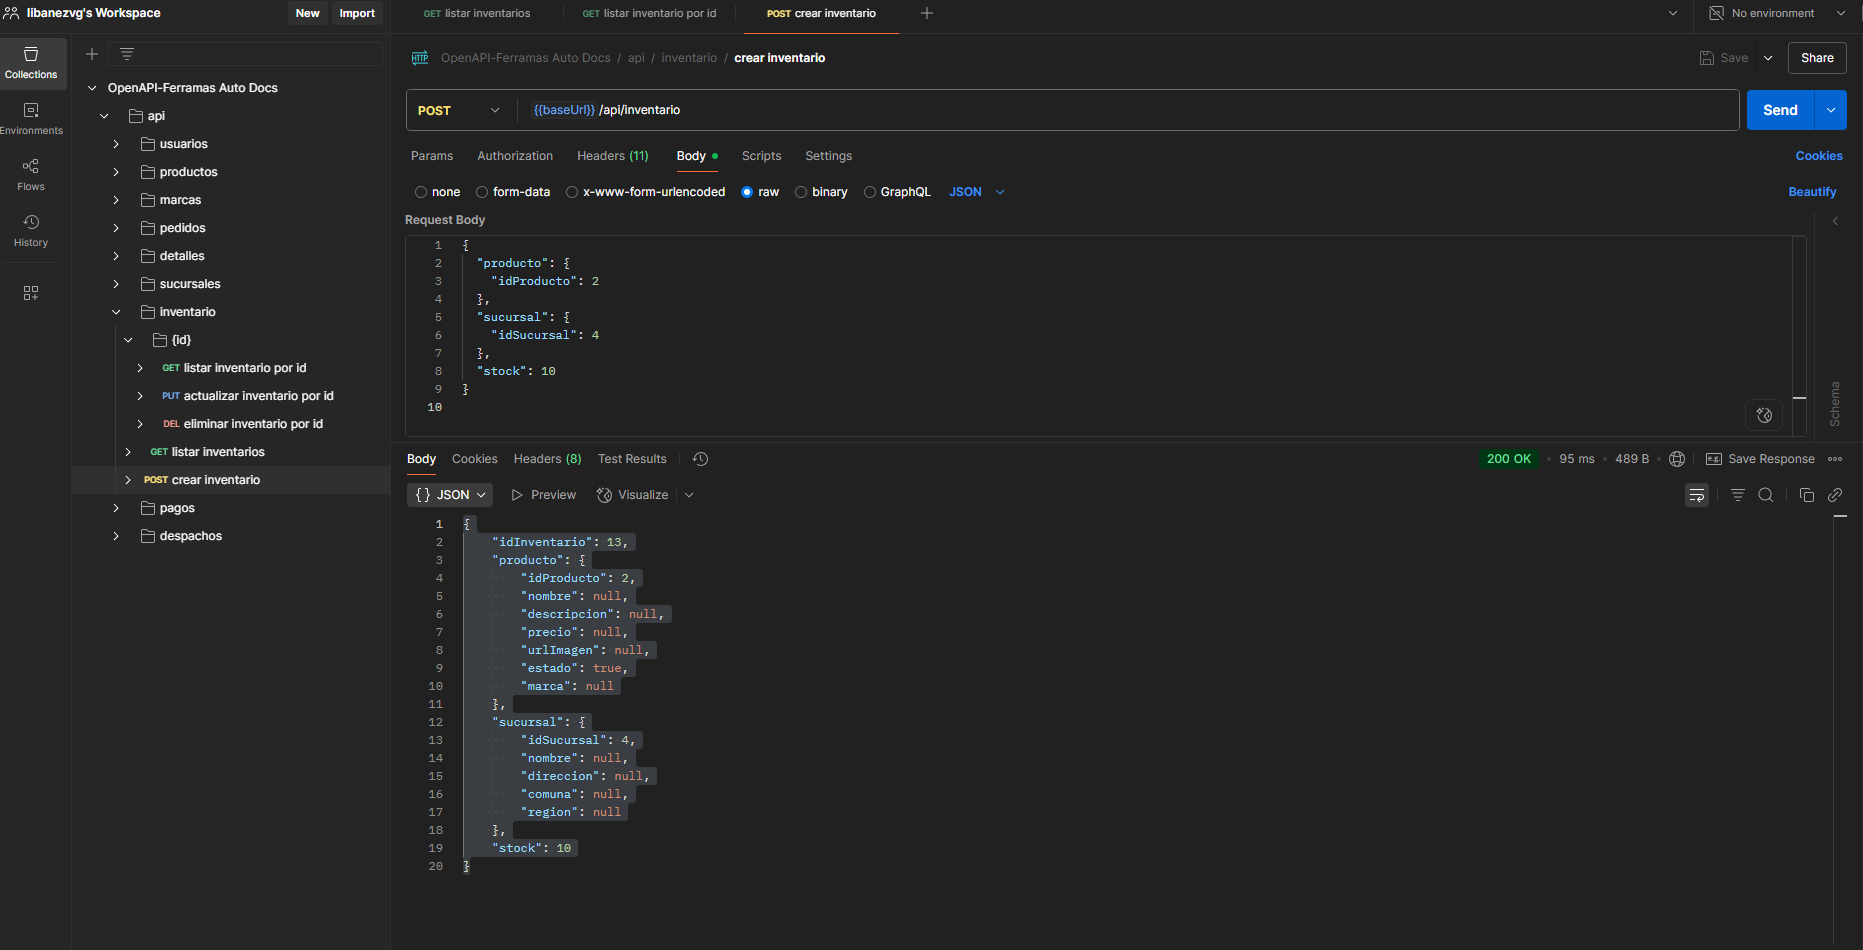 libanezvg's Workspace
New
Import
GET listar inventarios
GET listar inventario por id
POST crear inventario
No environment
Collections
Environments
Flows
History
OpenAPI-Ferramas Auto Docs
api
usuarios
productos
marcas
pedidos
detalles
sucursales
inventario
{id}
GET listar inventario por id
PUT actualizar inventario por id
DEL eliminar inventario por id
GET listar inventarios
POST crear inventario
pagos
despachos
HTTP OpenAPI-Ferramas Auto Docs / api / inventario / crear inventario
Save
Share
POST
{{baseUrl}} /api/inventario
Send
Params
Authorization
Headers (11)
Body
Scripts
Settings
Cookies
none
form-data
x-www-form-urlencoded
raw
binary
GraphQL
JSON
Beautify
Request Body
1 {
2 "producto": {
3 "idProducto": 2
4 },
5 "sucursal": {
6 "idSucursal": 4
7 },
8 "stock": 10
9 }
10
Schema
Body
Cookies
Headers (8)
Test Results
200 OK
95 ms
489 B
e.g. Save Response
{} JSON
Preview
Visualize
1 {
2 "idInventario": 13,
3 "producto": {
4 "idProducto": 2,
5 "nombre": null,
6 "descripcion": null,
7 "precio": null,
8 "urlImagen": null,
9 "estado": true,
10 "marca": null
11 },
12 "sucursal": {
13 "idSucursal": 4,
14 "nombre": null,
15 "direccion": null,
16 "comuna": null,
17 "region": null
18 },
19 "stock": 10
20 }